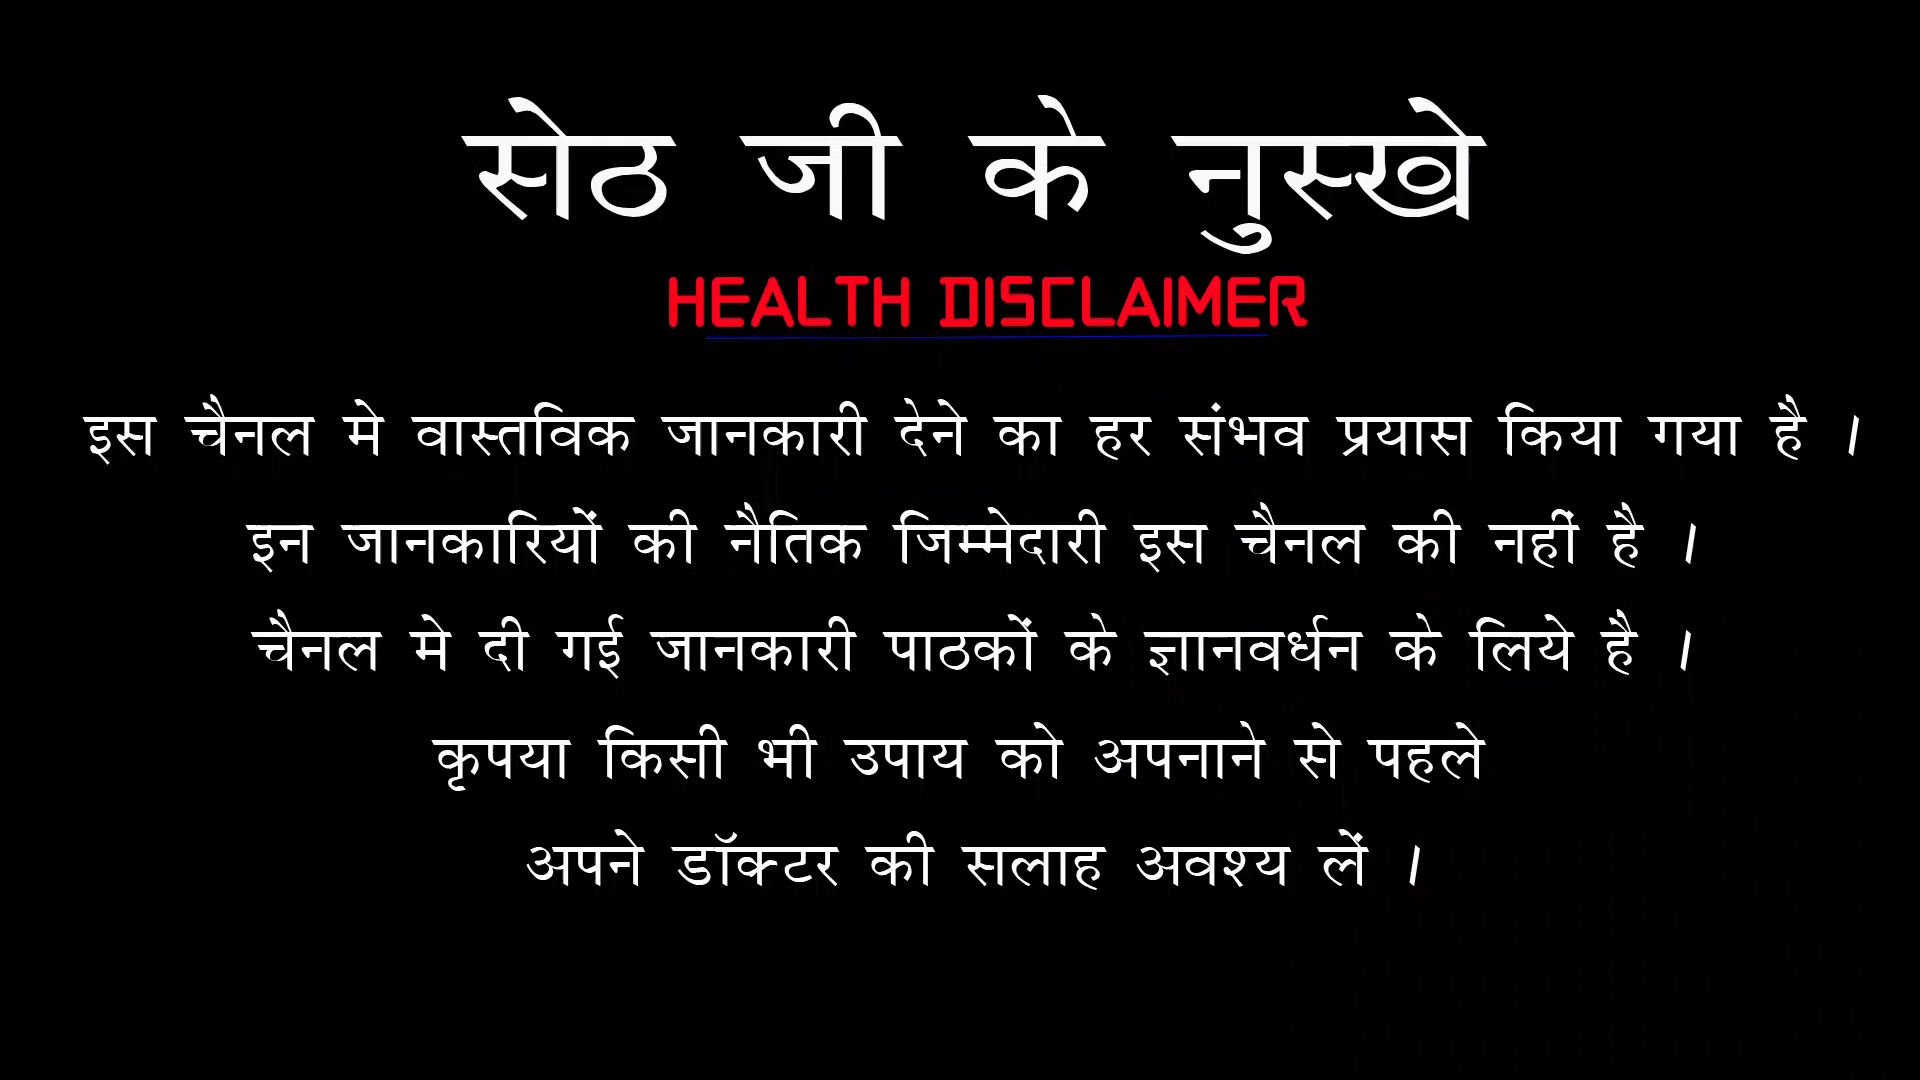 सेठ जी के नुस्खे
HEALTH DISCLAIMER
इस चैनल मे वास्तविक जानकारी देने का हर संभव प्रयास किया गया है ।
इन जानकारियों की नैतिक जिम्मेदारी इस चैनल की नहीं है ।
चैनल मे दी गई जानकारी पाठकों के ज्ञानवर्धन के लिये है ।
कृपया किसी भी उपाय को अपनाने से पहले
अपने डॉक्टर की सलाह अवश्य लें ।